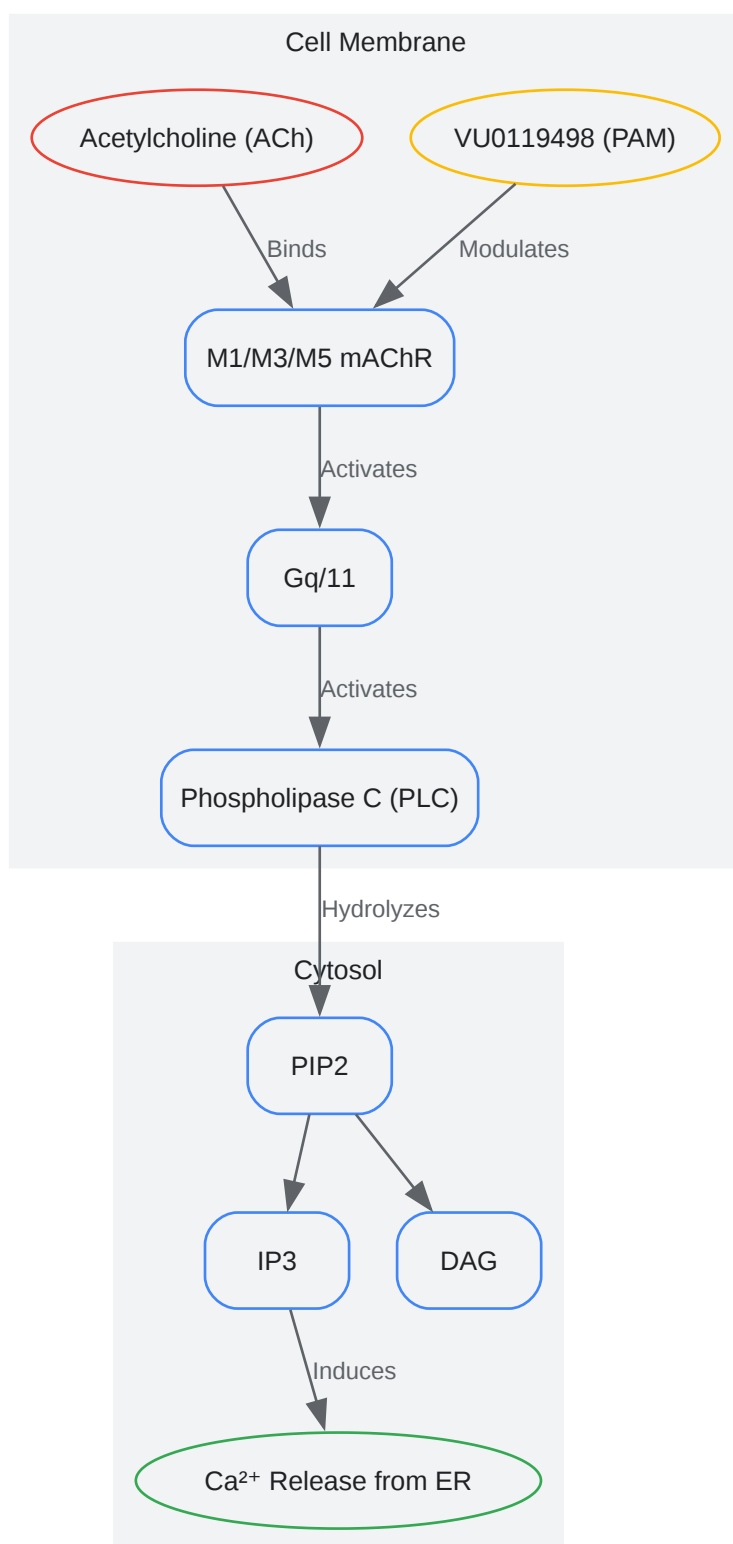 Cell Membrane
Acetylcholine (ACh)
VU0119498 (PAM)
Binds
Modulates
M1/M3/M5 mAChR
Activates
Gq/11
Activates
Phospholipase C (PLC)
Hydrolyzes
Cytosol
PIP2
IP3
DAG
Induces
Ca²⁺ Release from ER